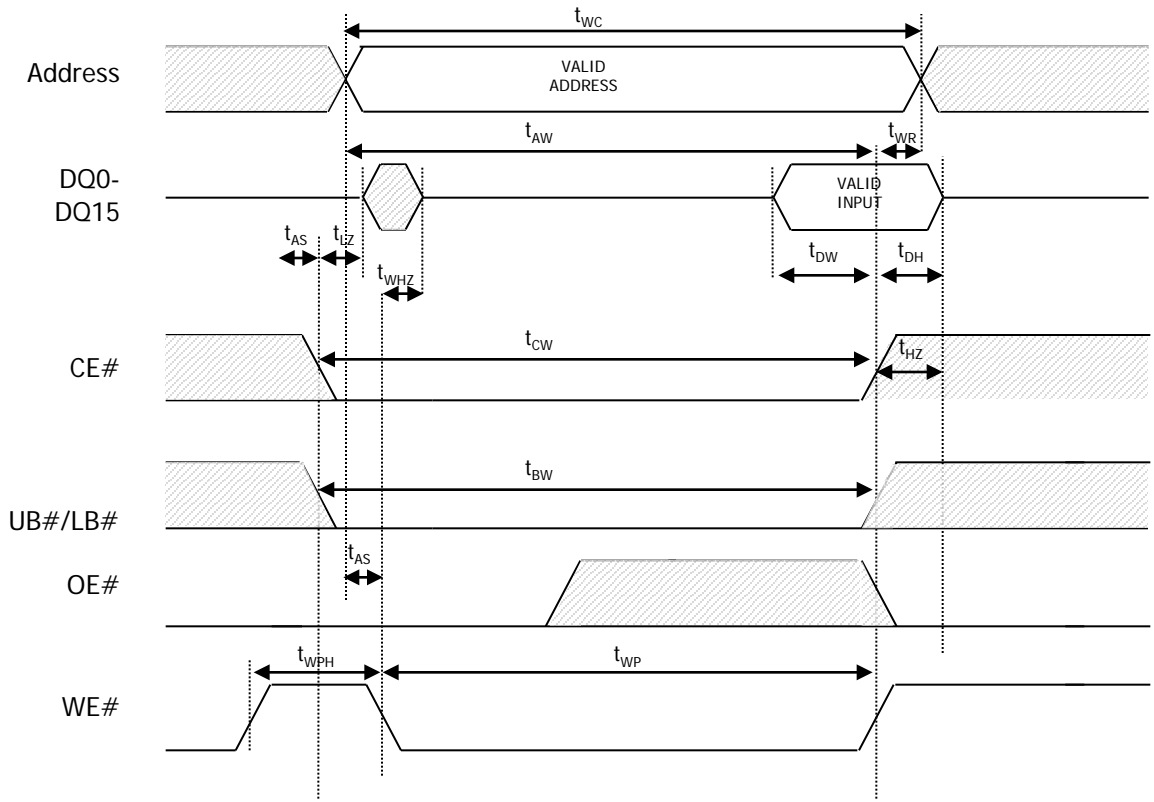 tWC
Address
VALID
ADDRESS
tAW
tWR
DQ0-
DQ15
VALID
INPUT
tAS
tLZ
tDW
tDH
tWHZ
tCW
tHZ
CE#
tBW
UB#/LB#
tAS
OE#
tWPH
tWP
WE#